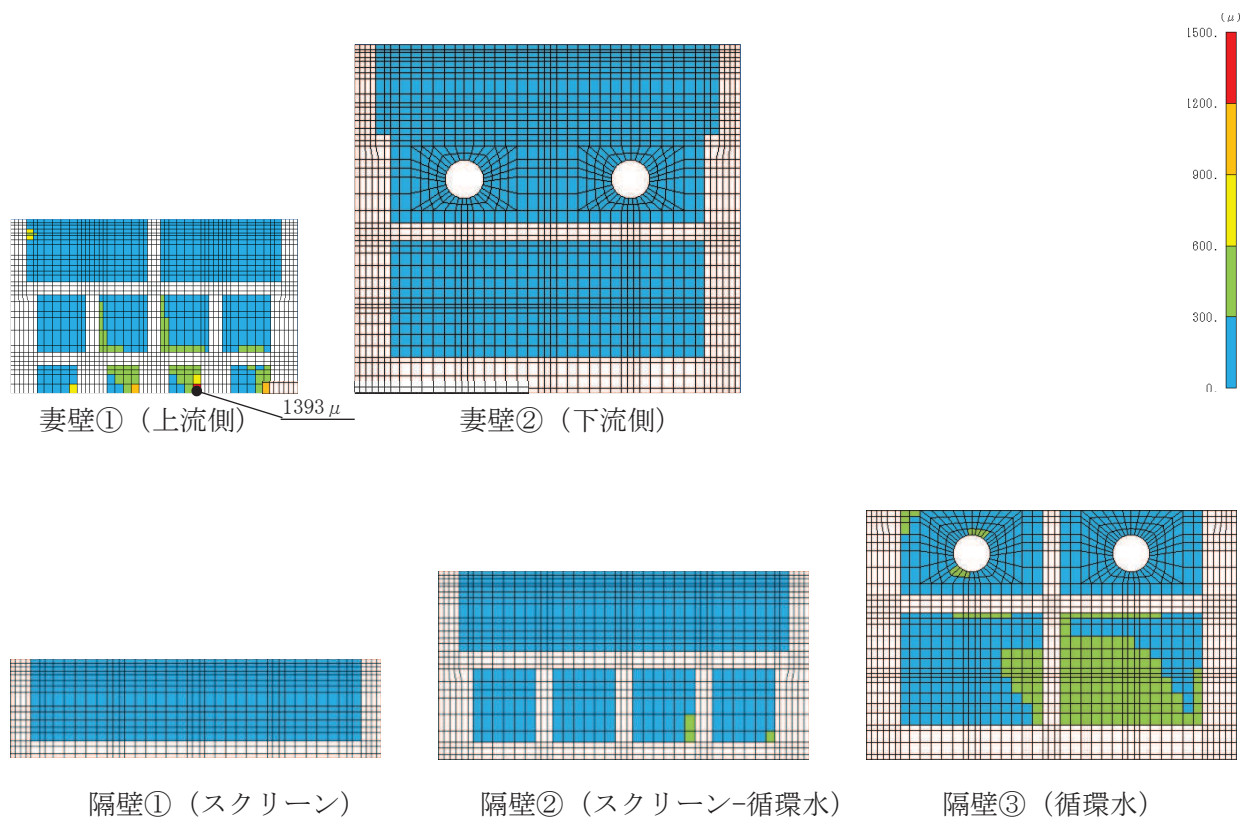 (μ)
1500.
1200.
900.
600.
300.
0.
1393μ
妻壁①（上流側）
妻壁②（下流側）
隔壁①（スクリーン）
隔壁②（スクリーン−循環水）
隔壁③（循環水）